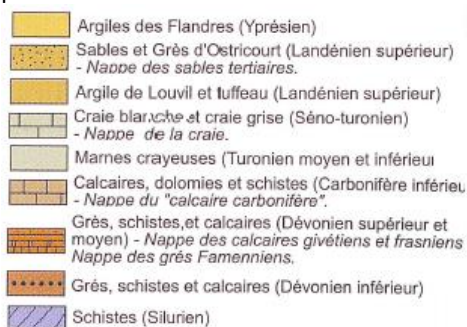 Argiles des Flandres (Yprésien)
Sables et Grès d'Ostricourt (Landénien supérieur)
- Nappe des sables tertiaires.
Argile de Louvil et tuffeau (Landénien supérieur)
Craie blanche et craie grise (Séno-turonien)
- Nappe de la craie.
Marnes crayeuses (Turonien moyen et inférieur
Calcaires, dolomies et schistes (Carbonifère inférieu
- Nappe du "calcaire carbonifère".
Grès, schistes,et calcaires (Dévonien supérieur et
moyen) - Nappe des calcaires givétiens et frasniens
Nappe des grés Famenniens.
Grés, schistes et calcaires (Dévonien inférieur)
Schistes (Silurien)